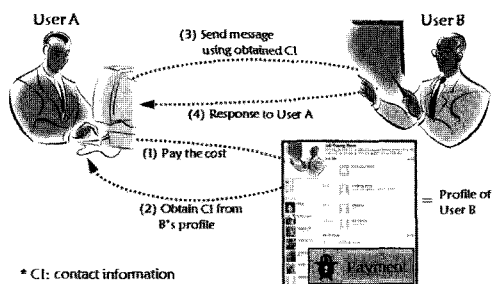 User A
User B
(3) Send message
using obtained CI
(4) Response to User A
(1) Pay the cost
(2) Obtain CI from
B's profile
= Profile of
User B
Payment
* CI: contact information